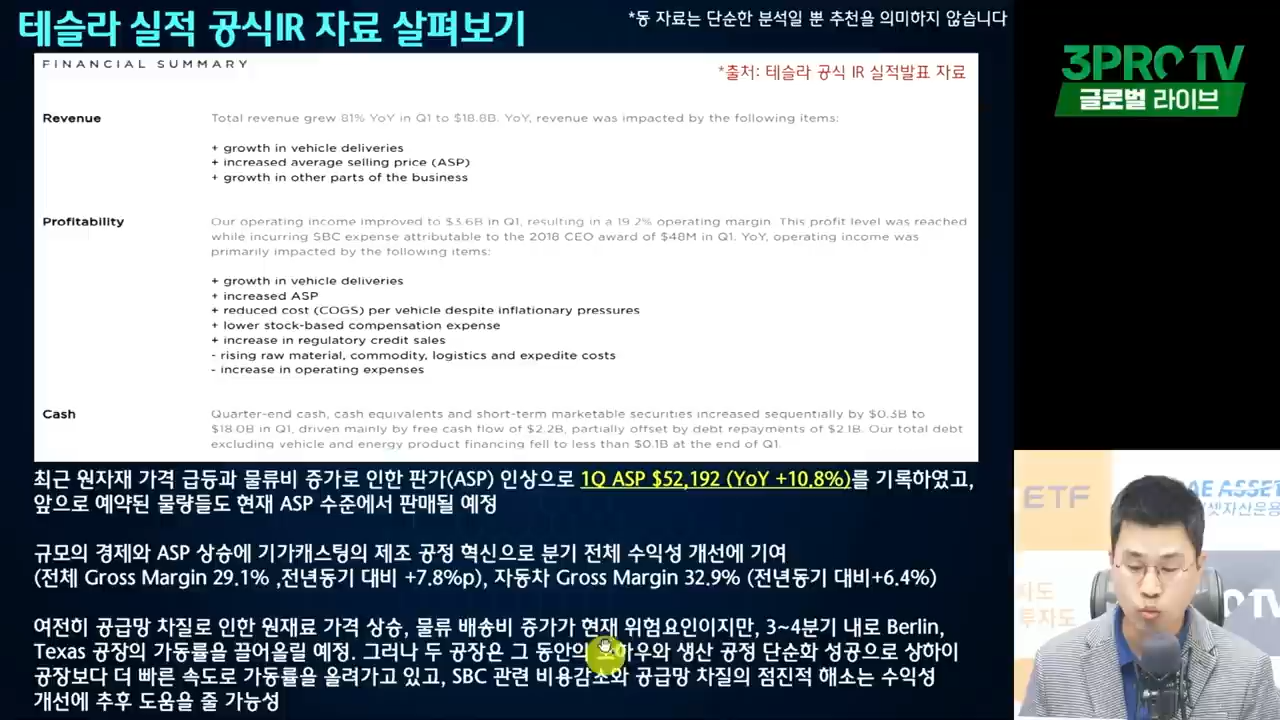 테슬라 실적 공식IR 자료 살펴보기
*동 자료는 단순한 분석일 뿐 추천을 의미하지 않습니다
3PRO TV
글로벌 라이브
FINANCIAL SUMMARY
*출처: 테슬라 공식 IR 실적발표 자료
Revenue
Total revenue grew 81% YoY in Q1 to $18.8B. YoY, revenue was impacted by the following items:
+ growth in vehicle deliveries
+ increased average selling price (ASP)
+ growth in other parts of the business
Profitability
Our operating income improved to $3.6B in Q1, resulting in a 19.2% operating margin. This profit level was reached
while incurring SBC expense attributable to the 2018 CEO award of $48M in Q1. YoY, operating income was
primarily impacted by the following items:
+ growth in vehicle deliveries
+ increased ASP
+ reduced cost (COGS) per vehicle despite inflationary pressures
+ lower stock-based compensation expense
+ increase in regulatory credit sales
- rising raw material, commodity, logistics and expedite costs
- increase in operating expenses
Cash
Quarter-end cash, cash equivalents and short-term marketable securities increased sequentially by $0.3B to
$18.0B in Q1, driven mainly by free cash flow of $2.2B, partially offset by debt repayments of $2.1B. Our total debt
excluding vehicle and energy product financing fell to less than $0.1B at the end of Q1.
최근 원자재 가격 급등과 물류비 증가로 인한 판가(ASP) 인상으로 1Q ASP $52,192 (YoY +10.8%)를 기록하였고,
앞으로 예약된 물량들도 현재 ASP 수준에서 판매될 예정
규모의 경제와 ASP 상승에 기가캐스팅의 제조 공정 혁신으로 분기 전체 수익성 개선에 기여
(전체 Gross Margin 29.1% ,전년동기 대비 +7.8%p), 자동차 Gross Margin 32.9% (전년동기 대비+6.4%)
여전히 공급망 차질로 인한 원재료 가격 상승, 물류 배송비 증가가 현재 위험요인이지만, 3~4분기 내로 Berlin,
Texas 공장의 가동률을 끌어올릴 예정. 그러나 두 공장은 그 동안의 하우와 생산 공정 단순화 성공으로 상하이
공장보다 더 빠른 속도로 가동률을 올려가고 있고, SBC 관련 비용감소와 공급망 차질의 점진적 해소는 수익성
개선에 추후 도움을 줄 가능성
ETF
AE ASSET
셋자산운용
지도
투자도
TV